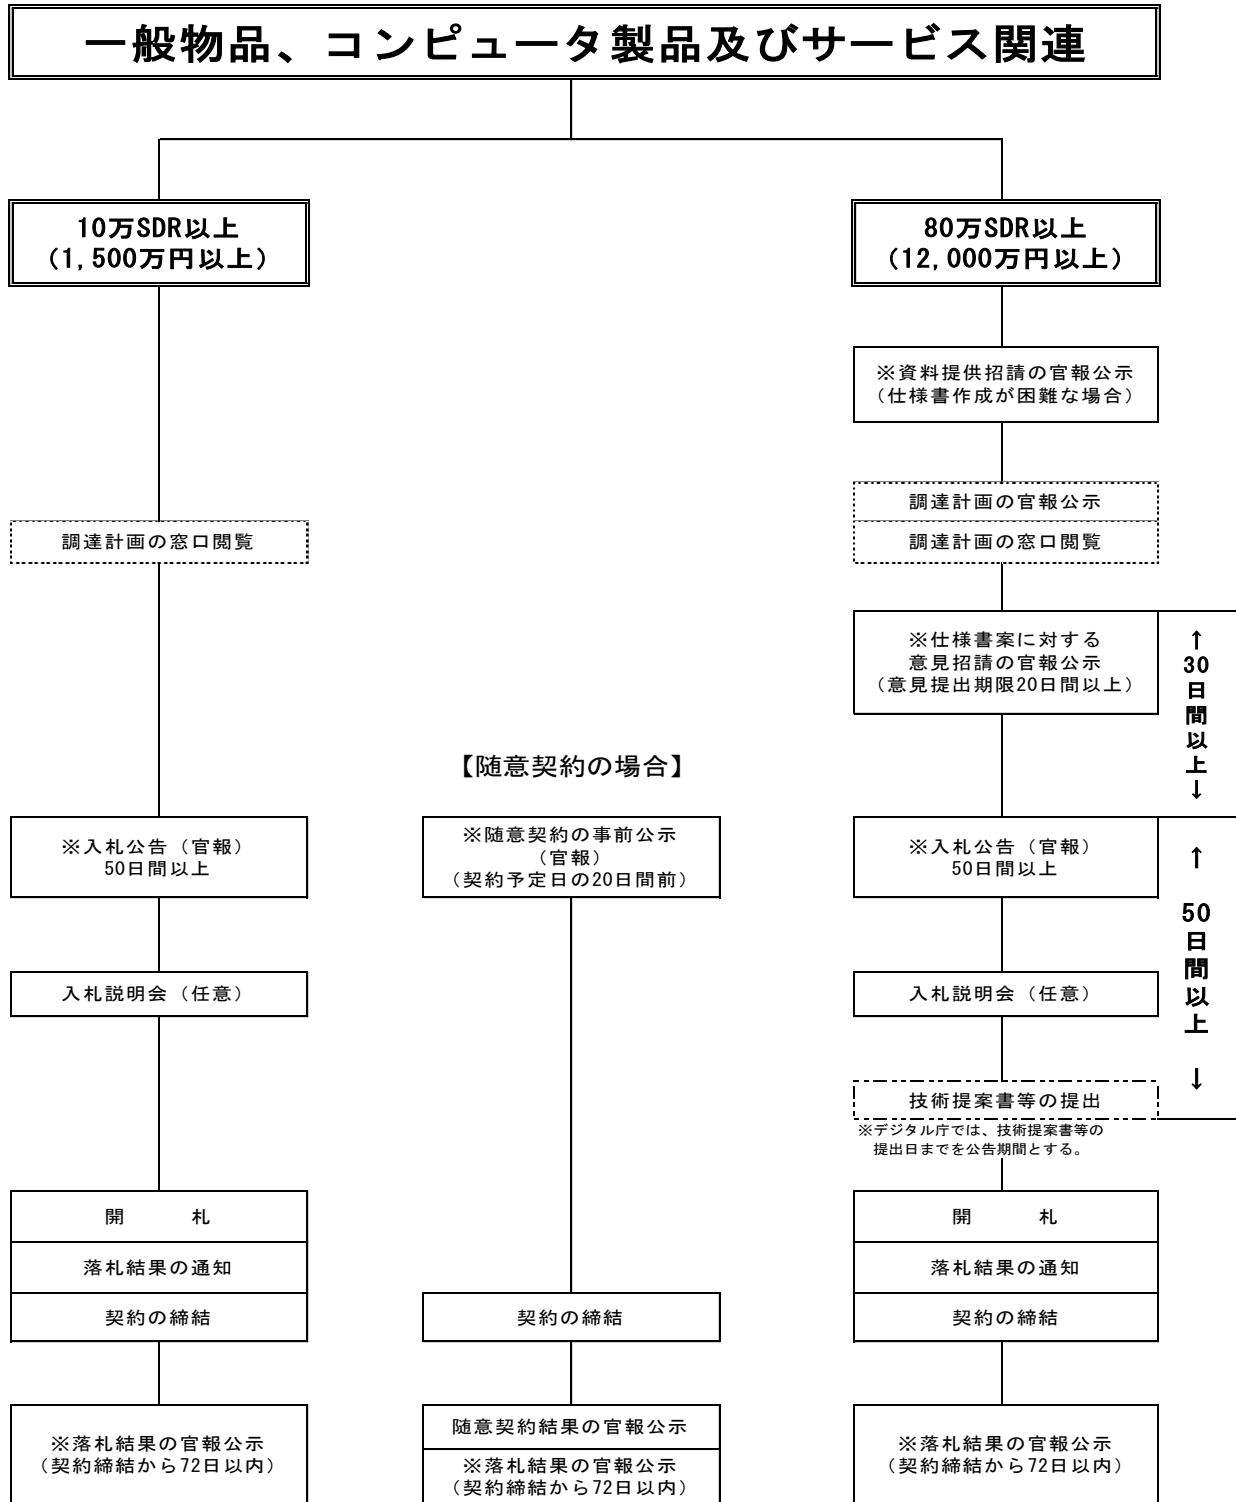 一般物品、コンピュータ製品及びサービス関連
10万SDR以上
（1,500万円以上）
80万SDR以上
（12,000万円以上）
※資料提供招請の官報公示
（仕様書作成が困難な場合）
調達計画の官報公示
調達計画の窓口閲覧
調達計画の窓口閲覧
※仕様書案に対する
意見招請の官報公示
（意見提出期限20日間以上）
↑30日間以上↓
【随意契約の場合】
※入札公告（官報）
50日間以上
※随意契約の事前公示
（官報）
（契約予定日の20日間前）
※入札公告（官報）
50日間以上
↑ 50日間以上 ↓
入札説明会（任意）
入札説明会（任意）
技術提案書等の提出
※デジタル庁では、技術提案書等の
提出日までを公告期間とする。
開　　札
落札結果の通知
契約の締結
契約の締結
開　　札
落札結果の通知
契約の締結
※落札結果の官報公示
（契約締結から72日以内）
随意契約結果の官報公示
※落札結果の官報公示
（契約締結から72日以内）
※落札結果の官報公示
（契約締結から72日以内）